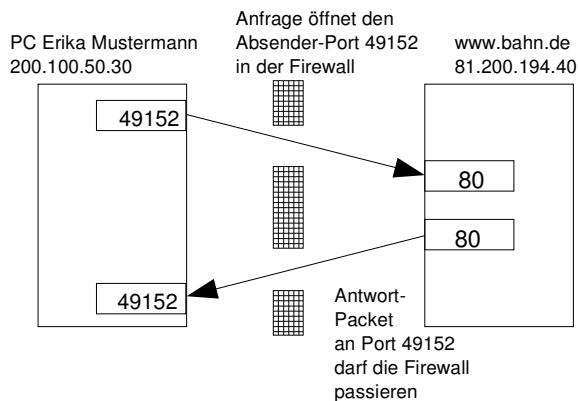 Anfrage öffnet den
Absender-Port 49152
in der Firewall
PC Erika Mustermann
200.100.50.30
www.bahn.de
81.200.194.40
49152
80
80
49152
Antwort-
Packet
an Port 49152
darf die Firewall
passieren